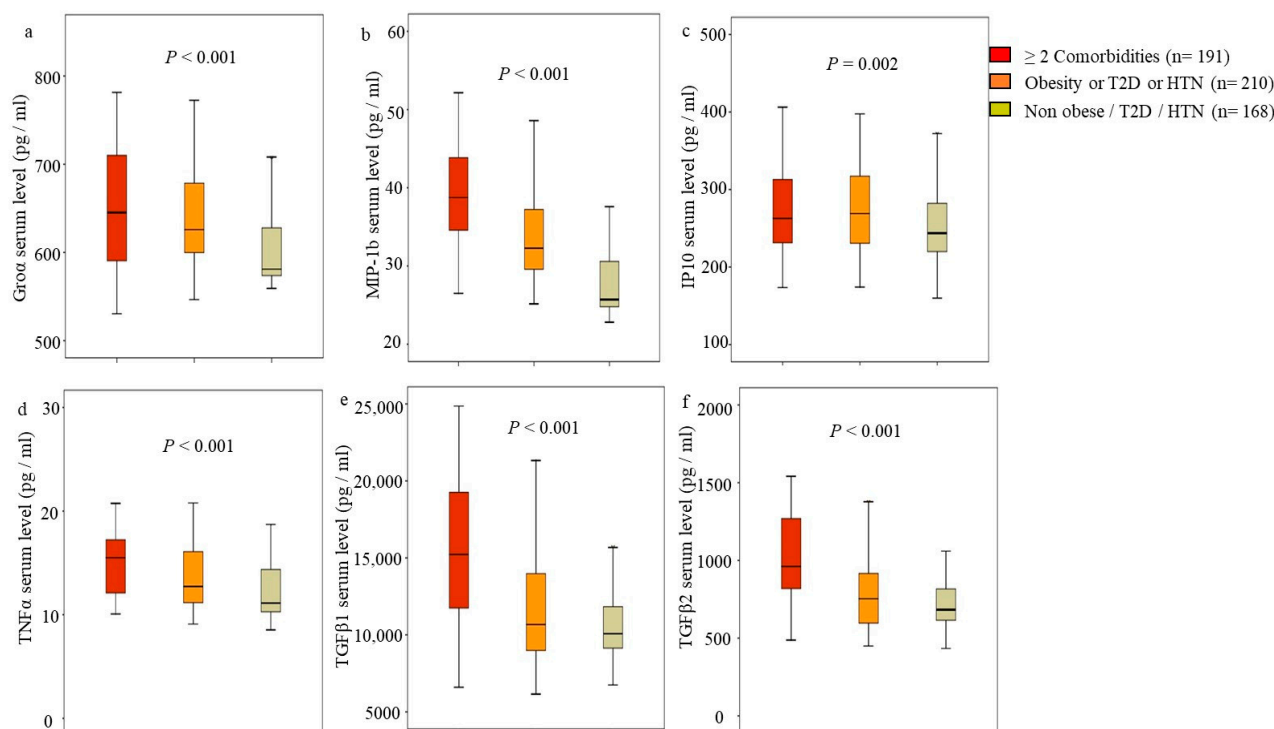 a
P < 0.001
800
700
600
500
Groα serum level (pg / ml)
b
P < 0.001
60
40
30
20
MIP-1b serum level (pg / ml)
c
P = 0.002
500
400
300
200
100
IP10 serum level (pg / ml)
≥ 2 Comorbidities (n= 191)
Obesity or T2D or HTN (n= 210)
Non obese / T2D / HTN (n= 168)
d
P < 0.001
30
20
10
0
TNFα serum level (pg / ml)
e
P < 0.001
25,000
20,000
15,000
10,000
5000
TGFβ1 serum level (pg / ml)
f
P < 0.001
2000
1500
1000
500
0
TGFβ2 serum level (pg / ml)